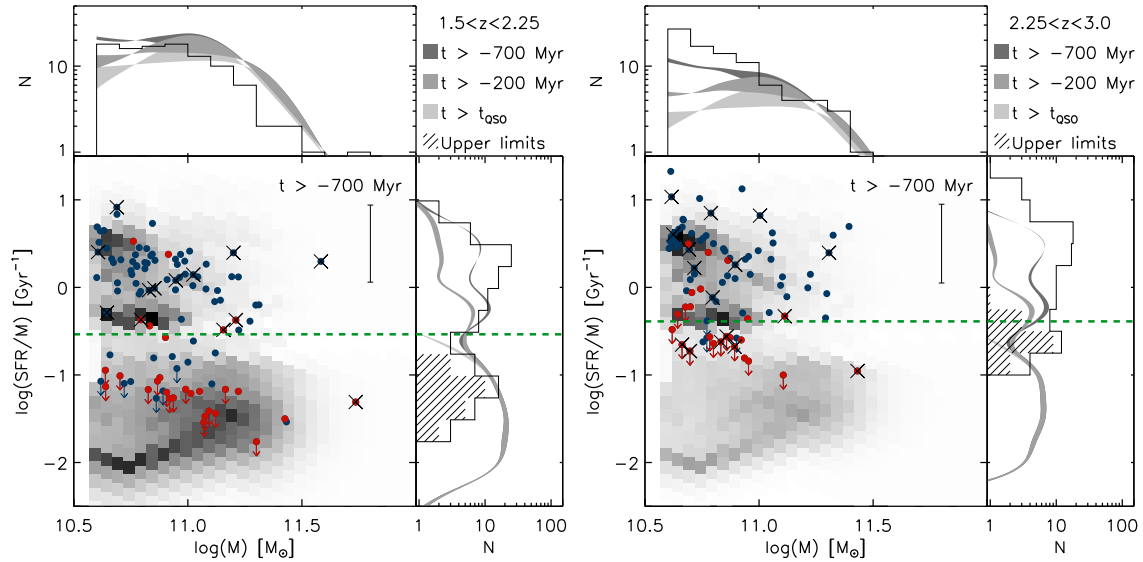 1.5<z<2.25
t > −700 Myr
t > −200 Myr
t > tQSO
Upper limits
N
10
1
t > −700 Myr
log(SFR/M) [Gyr⁻¹]
1
0
−1
−2
10.5
11.0
11.5
log(M) [M⊙]
1
10
100
N
2.25<z<3.0
t > −700 Myr
t > −200 Myr
t > tQSO
Upper limits
N
10
1
t > −700 Myr
log(SFR/M) [Gyr⁻¹]
1
0
−1
−2
10.5
11.0
11.5
log(M) [M⊙]
1
10
100
N